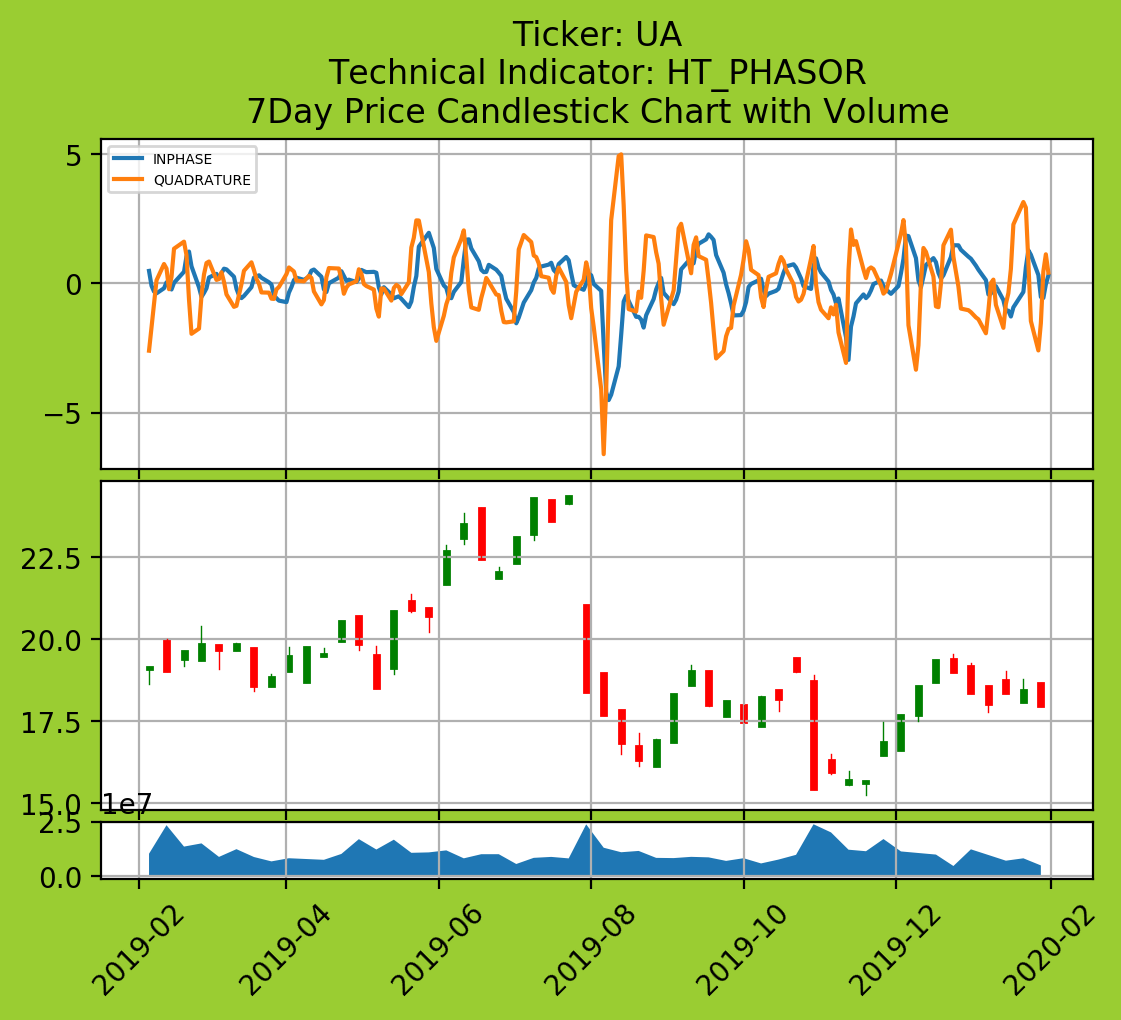 Ticker: UA
Technical Indicator: HT_PHASOR
7Day Price Candlestick Chart with Volume
INPHASE
QUADRATURE
5
0
−5
22.5
20.0
17.5
15.0
1e7
2.5
0.0
2019-02
2019-04
2019-06
2019-08
2019-10
2019-12
2020-02